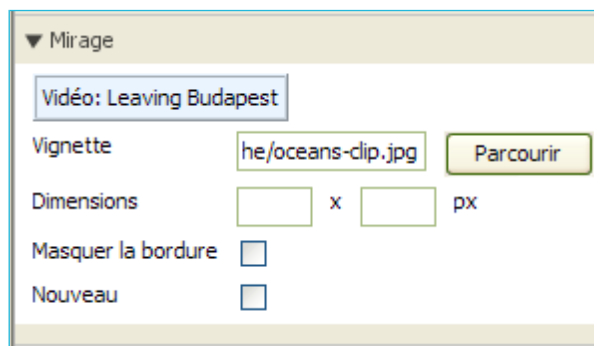 Mirage
Vidéo: Leaving Budapest
Vignette he/oceans-clip.jpg Parcourir
Dimensions x px
Masquer la bordure
Nouveau